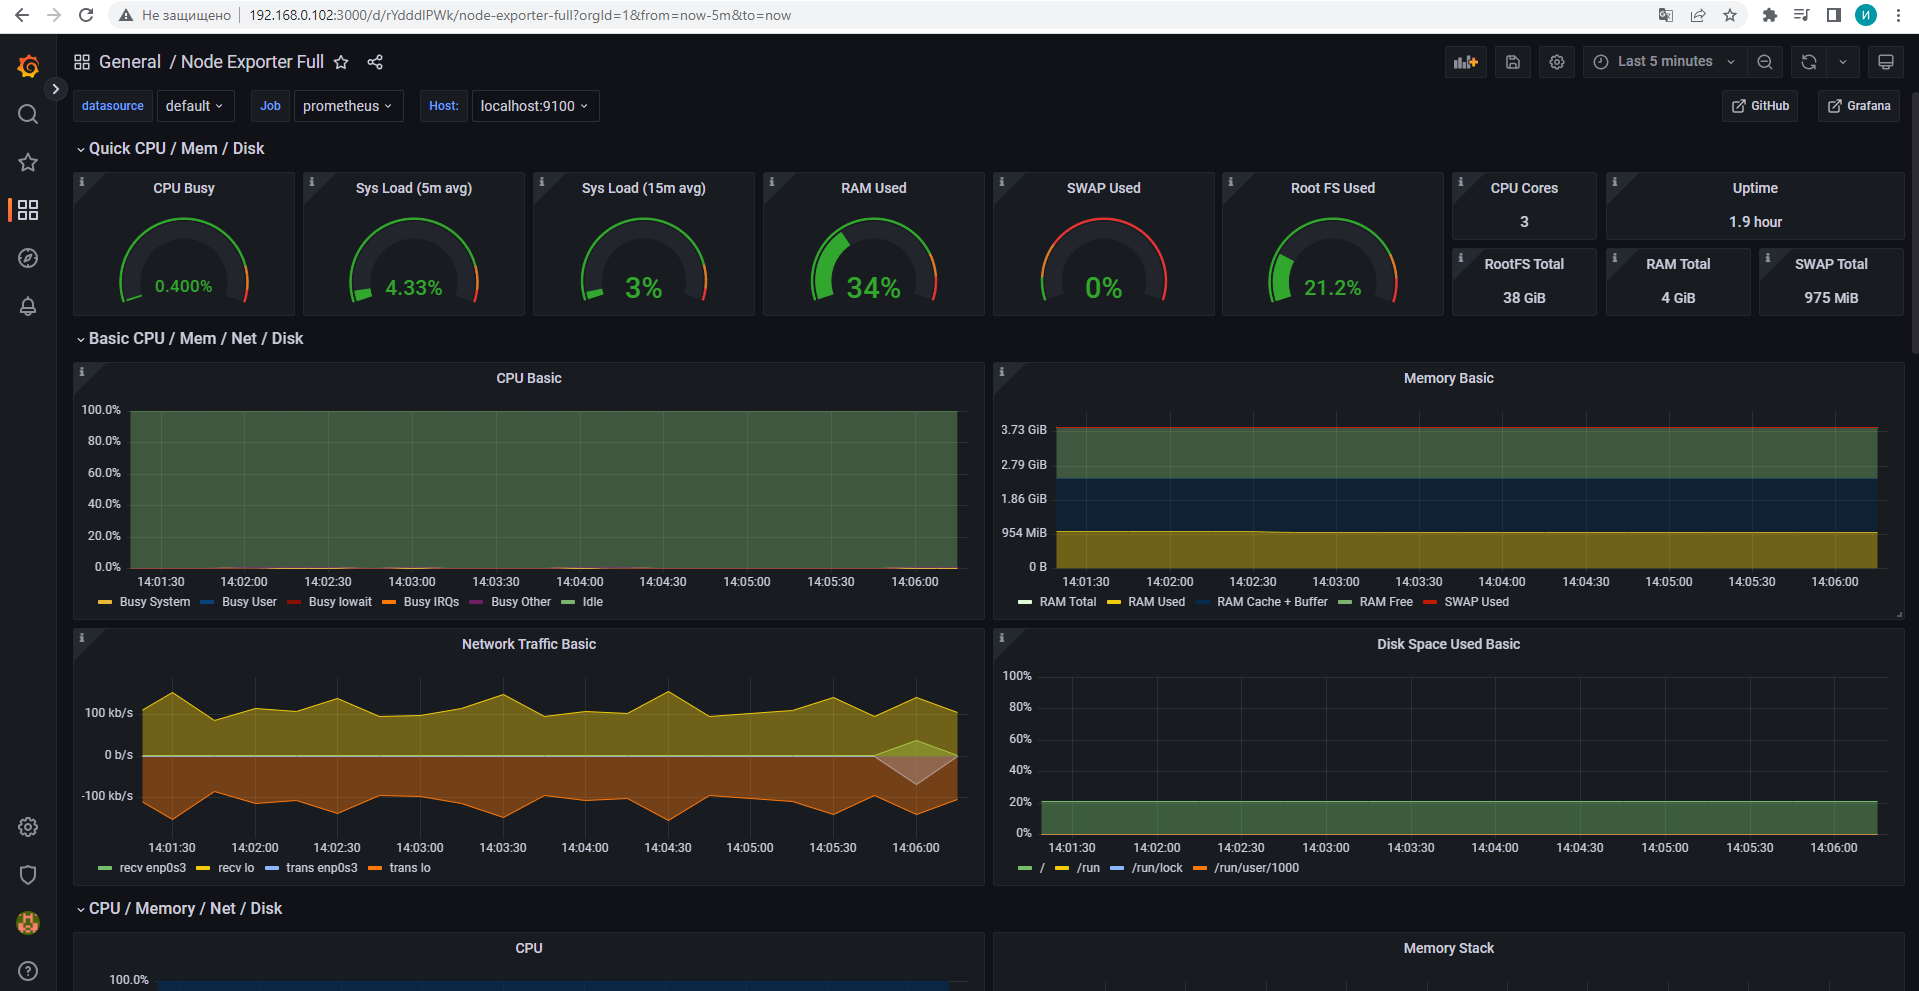 Не защищено 192.168.0.102:3000/d/rYdddlPWk/node-exporter-full?orgId=1&from=now-5m&to=now И
General / Node Exporter Full Last 5 minutes
datasource default Job prometheus Host: localhost:9100 GitHub Grafana
Quick CPU / Mem / Disk
CPU Busy
0.400%
Sys Load (5m avg)
4.33%
Sys Load (15m avg)
3%
RAM Used
34%
SWAP Used
0%
Root FS Used
21.2%
CPU Cores
3
Uptime
1.9 hour
RootFS Total
38 GiB
RAM Total
4 GiB
SWAP Total
975 MiB
Basic CPU / Mem / Net / Disk
CPU Basic
100.0%
80.0%
60.0%
40.0%
20.0%
0.0%
14:01:30 14:02:00 14:02:30 14:03:00 14:03:30 14:04:00 14:04:30 14:05:00 14:05:30 14:06:00
Busy System Busy User Busy Iowait Busy IRQs Busy Other Idle
Memory Basic
3.73 GiB
2.79 GiB
1.86 GiB
954 MiB
0 B
14:01:30 14:02:00 14:02:30 14:03:00 14:03:30 14:04:00 14:04:30 14:05:00 14:05:30 14:06:00
RAM Total RAM Used RAM Cache + Buffer RAM Free SWAP Used
Network Traffic Basic
100 kb/s
0 b/s
-100 kb/s
14:01:30 14:02:00 14:02:30 14:03:00 14:03:30 14:04:00 14:04:30 14:05:00 14:05:30 14:06:00
recv enp0s3 recv lo trans enp0s3 trans lo
Disk Space Used Basic
100%
80%
60%
40%
20%
0%
14:01:30 14:02:00 14:02:30 14:03:00 14:03:30 14:04:00 14:04:30 14:05:00 14:05:30 14:06:00
/ /run /run/lock /run/user/1000
CPU / Memory / Net / Disk
CPU
100.0%
Memory Stack